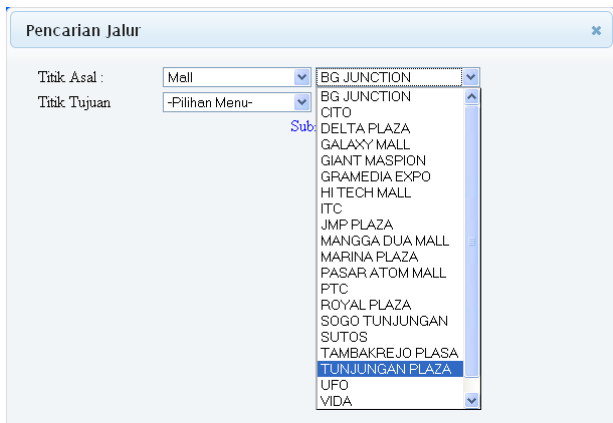 Pencarian Jalur
Titik Asal : Mall BG JUNCTION
Titik Tujuan -Pilihan Menu- BG JUNCTION
CITO
DELTA PLAZA
GALAXY MALL
GIANT MASPION
GRAMEDIA EXPO
HI TECH MALL
ITC
JMP PLAZA
MANGGA DUA MALL
MARINA PLAZA
PASAR ATOM MALL
PTC
ROYAL PLAZA
SOGO TUNJUNGAN
SUTOS
TAMBAKREJO PLASA
TUNJUNGAN PLAZA
UFO
VIDA